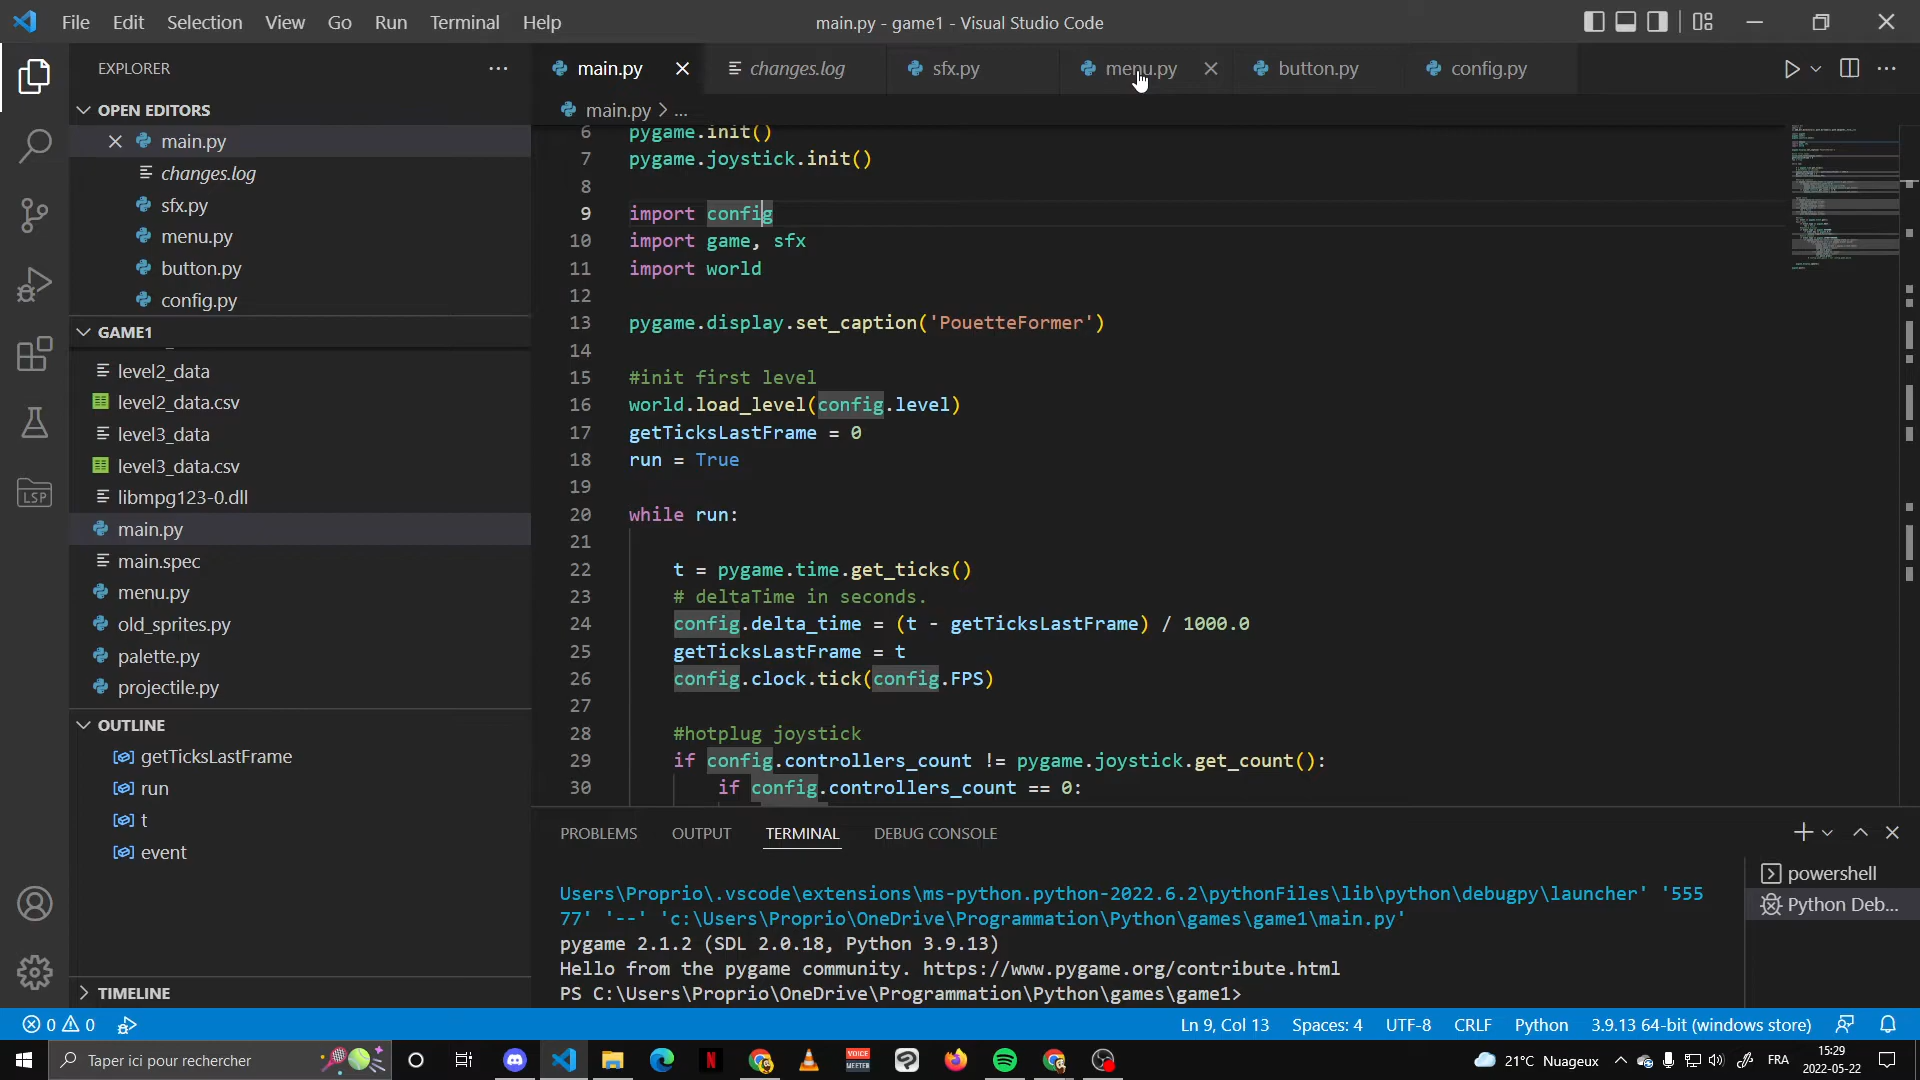 File Edit Selection View Go Run Terminal Help
main.py - game1 - Visual Studio Code
EXPLORER
OPEN EDITORS
main.py
changes.log
sfx.py
menu.py
button.py
config.py
GAME1
level2_data
level2_data.csv
level3_data
level3_data.csv
libmpg123-0.dll
main.py
main.spec
menu.py
old_sprites.py
palette.py
projectile.py
OUTLINE
getTicksLastFrame
run
t
event
TIMELINE
main.py changes.log sfx.py menu.py button.py config.py
main.py > ...
6 pygame.init()
7 pygame.joystick.init()
8
9 import config
10 import game, sfx
11 import world
12
13 pygame.display.set_caption('PouetteFormer')
14
15 #init first level
16 world.load_level(config.level)
17 getTicksLastFrame = 0
18 run = True
19
20 while run:
21
22 t = pygame.time.get_ticks()
23 # deltaTime in seconds.
24 config.delta_time = (t - getTicksLastFrame) / 1000.0
25 getTicksLastFrame = t
26 config.clock.tick(config.FPS)
27
28 #hotplug joystick
29 if config.controllers_count != pygame.joystick.get_count():
30 if config.controllers_count == 0:
PROBLEMS OUTPUT TERMINAL DEBUG CONSOLE
Users\Proprio\.vscode\extensions\ms-python.python-2022.6.2\pythonFiles\lib\python\debugpy\launcher' '555
77' '--' 'c:\Users\Proprio\OneDrive\Programmation\Python\games\game1\main.py'
pygame 2.1.2 (SDL 2.0.18, Python 3.9.13)
Hello from the pygame community. https://www.pygame.org/contribute.html
PS C:\Users\Proprio\OneDrive\Programmation\Python\games\game1>
powershell
Python Deb...
LSP
0 0
Ln 9, Col 13 Spaces: 4 UTF-8 CRLF Python 3.9.13 64-bit (windows store)
Taper ici pour rechercher
VOICE MEETER
21°C Nuageux
FRA
15:29
2022-05-22